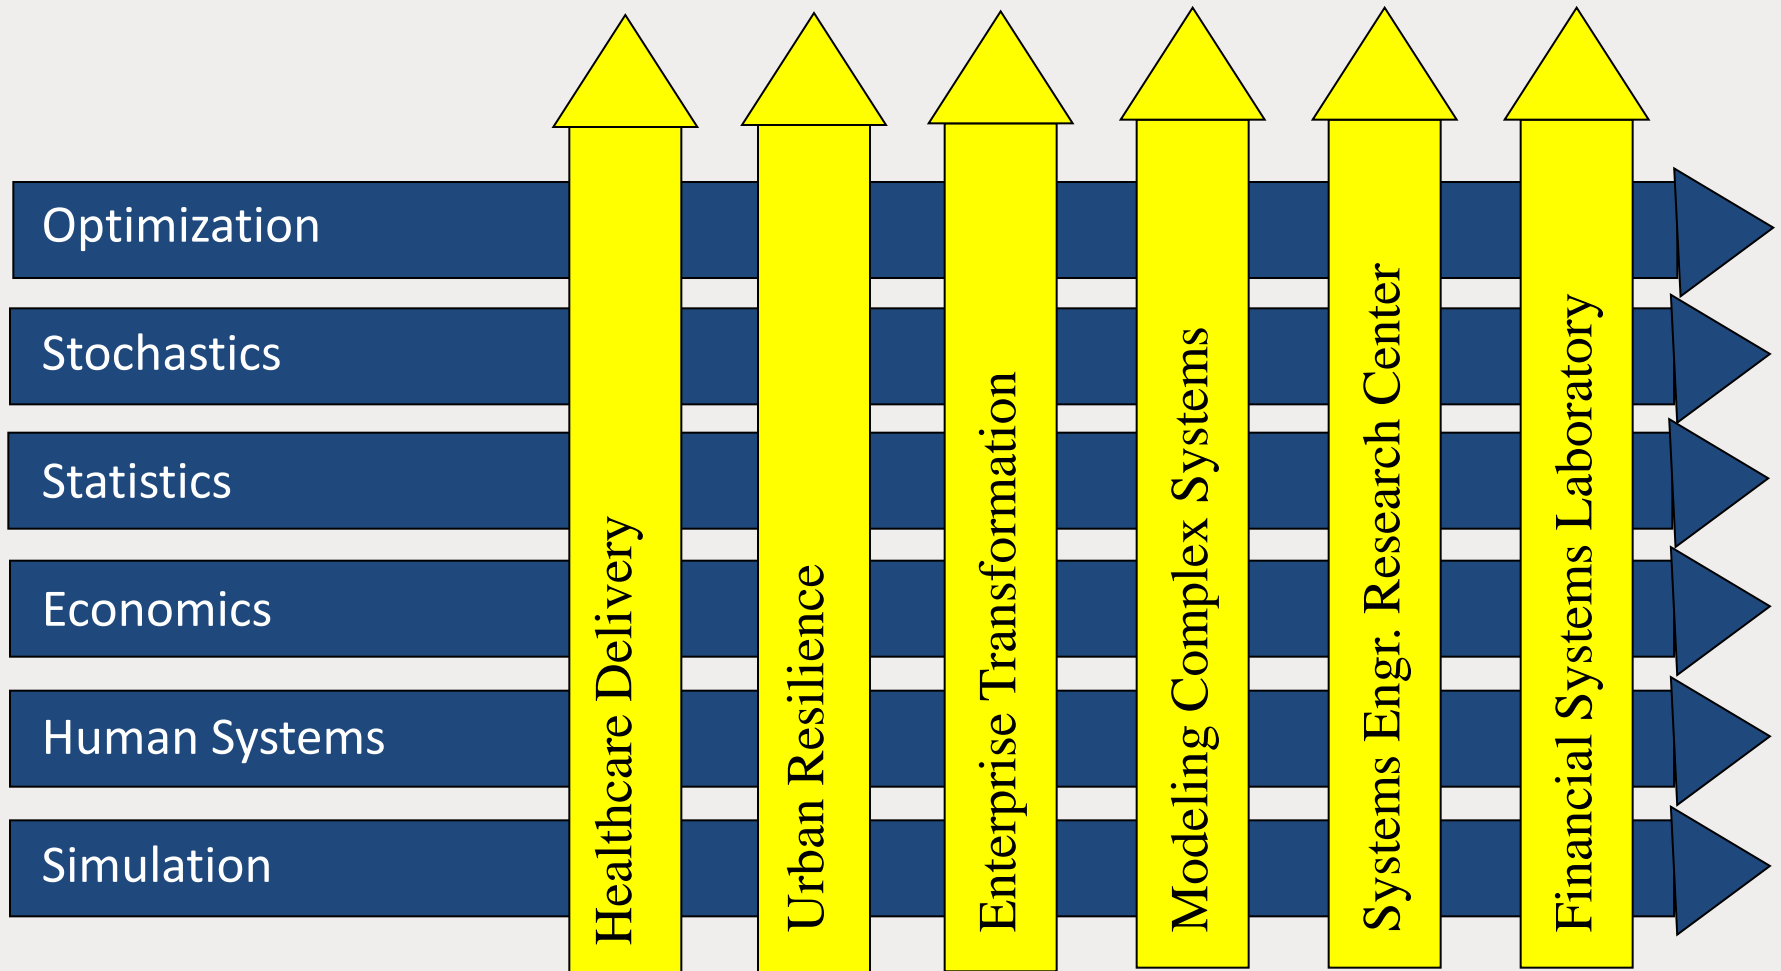 Optimization
Stochastics
Statistics
Economics
Human Systems
Simulation
Healthcare Delivery
Urban Resilience
Enterprise Transformation
Modeling Complex Systems
Systems Engr. Research Center
Financial Systems Laboratory